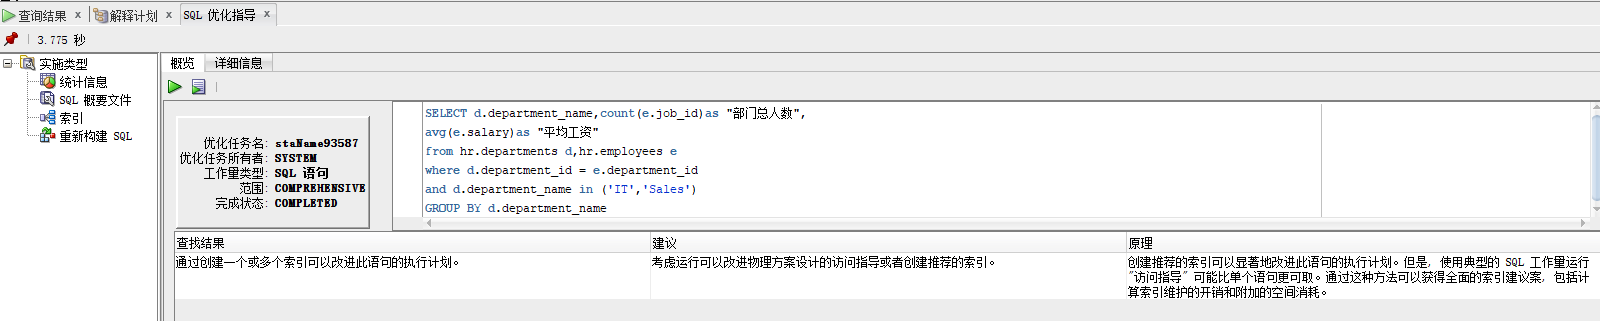 查询结果 x 解释计划 x SQL 优化指导 x
3.775 秒
实施类型
统计信息
SQL 概要文件
索引
重新构建 SQL
概览 详细信息
优化任务名: staName93587
优化任务所有者: SYSTEM
工作量类型: SQL 语句
范围: COMPREHENSIVE
完成状态: COMPLETED
SELECT d.department_name,count(e.job_id)as "部门总人数",
avg(e.salary)as "平均工资"
from hr.departments d,hr.employees e
where d.department_id = e.department_id
and d.department_name in ('IT','Sales')
GROUP BY d.department_name
查找结果 建议 原理
通过创建一个或多个索引可以改进此语句的执行计划。
考虑运行可以改进物理方案设计的访问指导或者创建推荐的索引。
创建推荐的索引可以显著地改进此语句的执行计划。但是, 使用典型的 SQL 工作量运行
"访问指导" 可能比单个语句更可取。通过这种方法可以获得全面的索引建议案, 包括计
算索引维护的开销和附加的空间消耗。